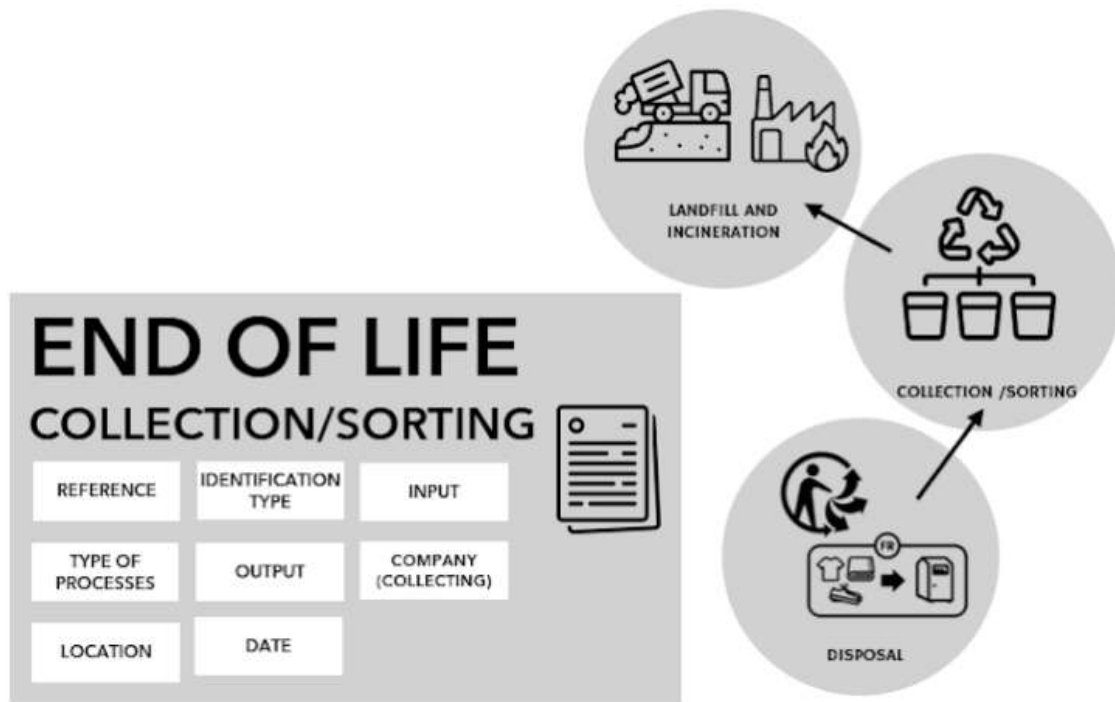 LANDFILL AND
INCINERATION
COLLECTION /SORTING
FR
DISPOSAL
END OF LIFE
COLLECTION/SORTING
REFERENCE
IDENTIFICATION
TYPE
INPUT
TYPE OF
PROCESSES
OUTPUT
COMPANY
(COLLECTING)
LOCATION
DATE